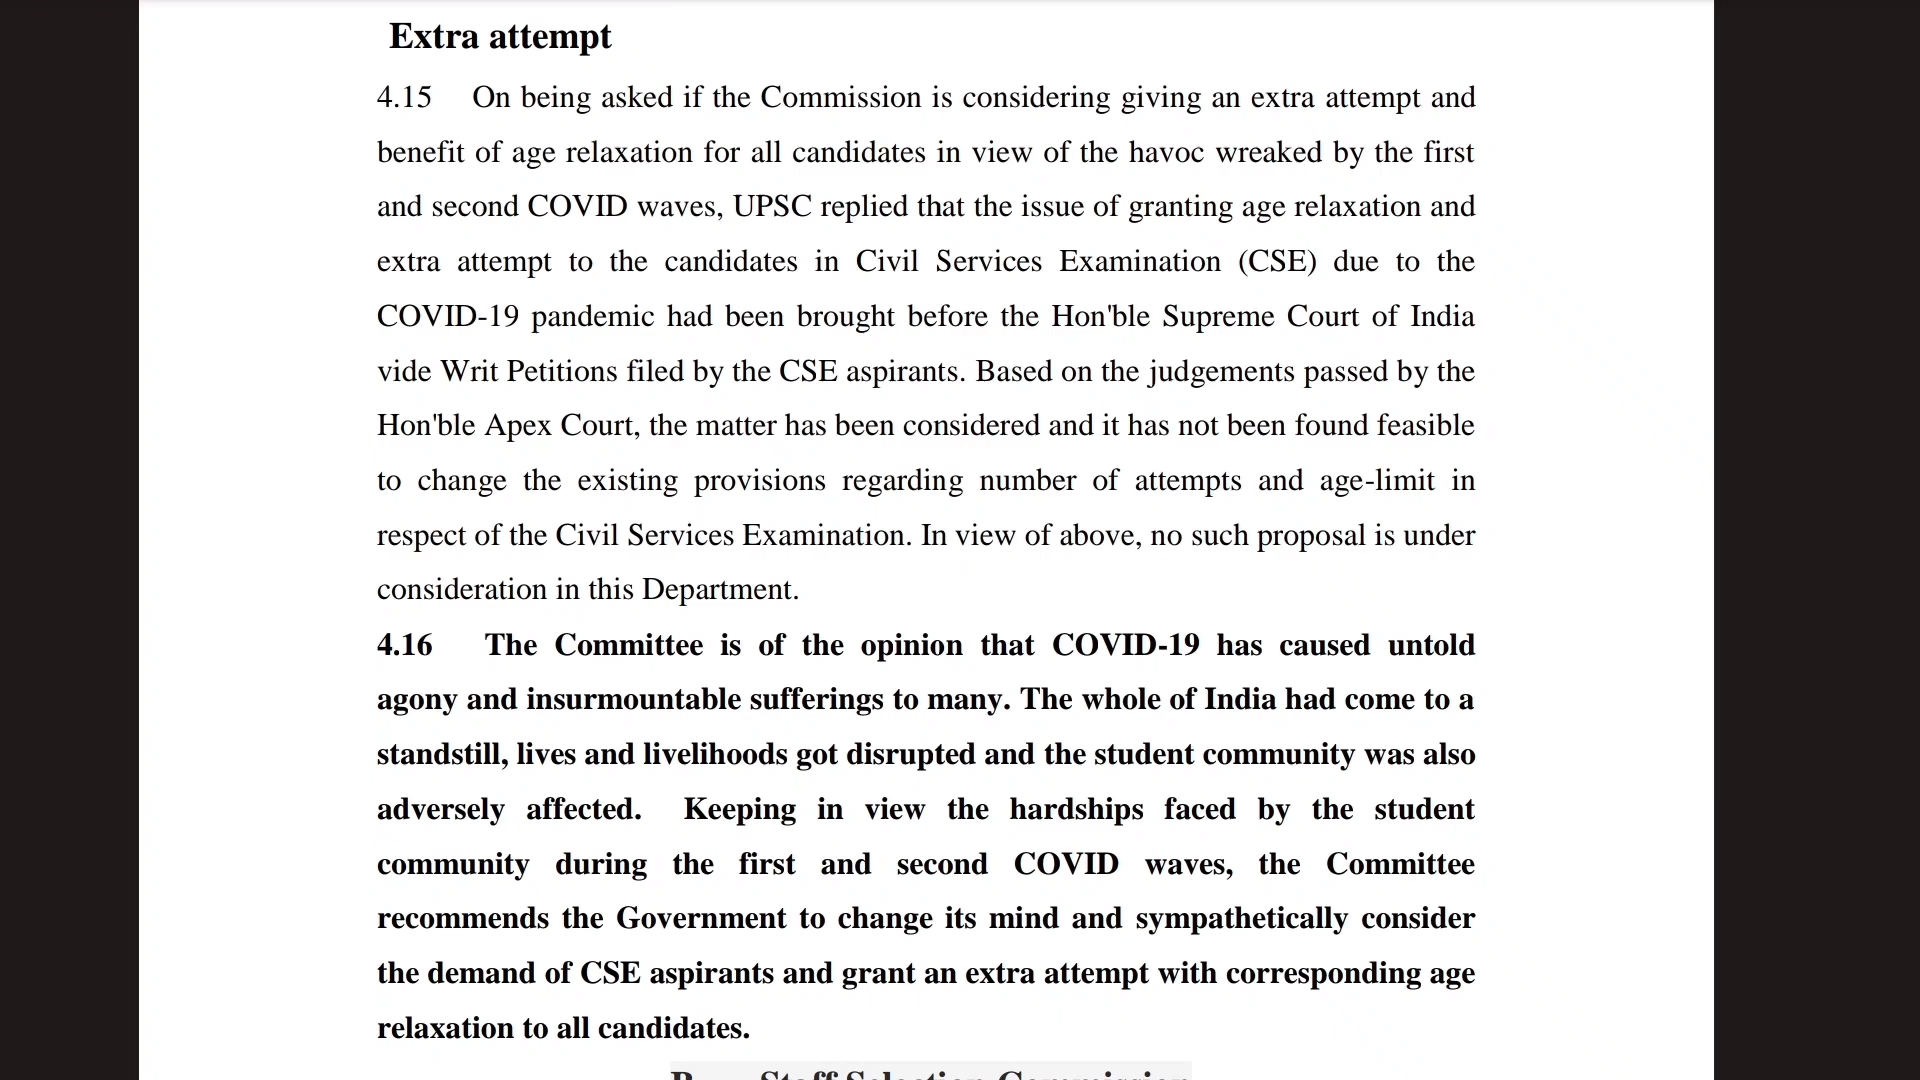 Extra attempt
4.15 On being asked if the Commission is considering giving an extra attempt and
benefit of age relaxation for all candidates in view of the havoc wreaked by the first
and second COVID waves, UPSC replied that the issue of granting age relaxation and
extra attempt to the candidates in Civil Services Examination (CSE) due to the
COVID-19 pandemic had been brought before the Hon'ble Supreme Court of India
vide Writ Petitions filed by the CSE aspirants. Based on the judgements passed by the
Hon'ble Apex Court, the matter has been considered and it has not been found feasible
to change the existing provisions regarding number of attempts and age-limit in
respect of the Civil Services Examination. In view of above, no such proposal is under
consideration in this Department.
4.16 The Committee is of the opinion that COVID-19 has caused untold
agony and insurmountable sufferings to many. The whole of India had come to a
standstill, lives and livelihoods got disrupted and the student community was also
adversely affected. Keeping in view the hardships faced by the student
community during the first and second COVID waves, the Committee
recommends the Government to change its mind and sympathetically consider
the demand of CSE aspirants and grant an extra attempt with corresponding age
relaxation to all candidates.
Staff Selection Commission